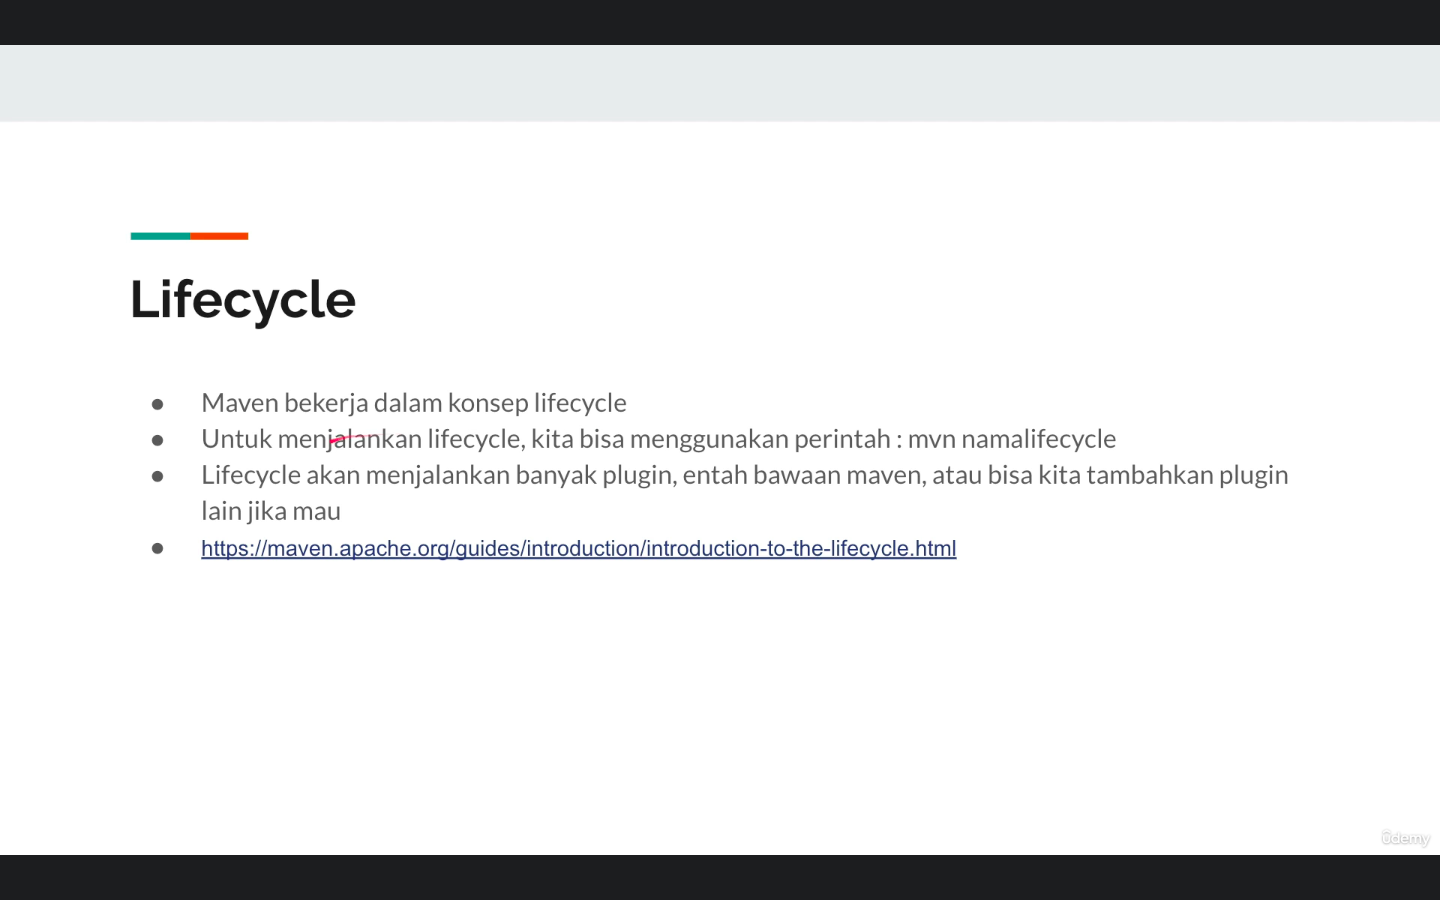 Lifecycle
● Maven bekerja dalam konsep lifecycle
● Untuk menjalankan lifecycle, kita bisa menggunakan perintah : mvn namalifecycle
● Lifecycle akan menjalankan banyak plugin, entah bawaan maven, atau bisa kita tambahkan plugin
lain jika mau
● https://maven.apache.org/guides/introduction/introduction-to-the-lifecycle.html
ûdemy